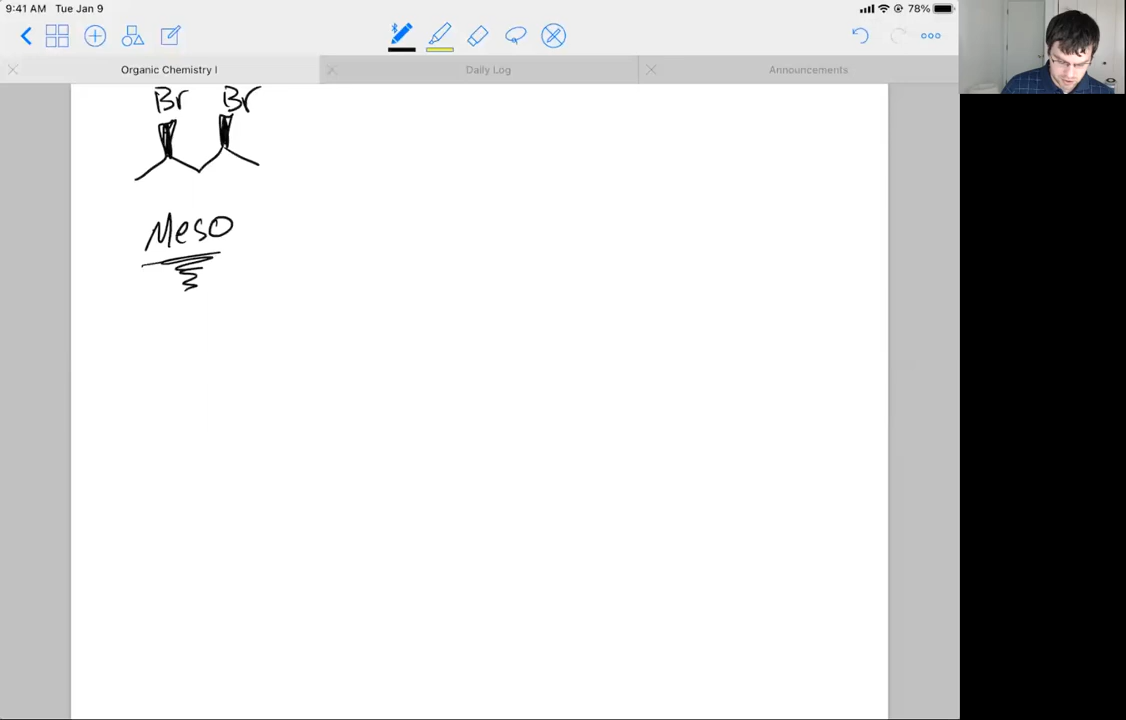 9:41 AM Tue Jan 9 78%
Organic Chemistry I Daily Log Announcements
Br Br
Meso